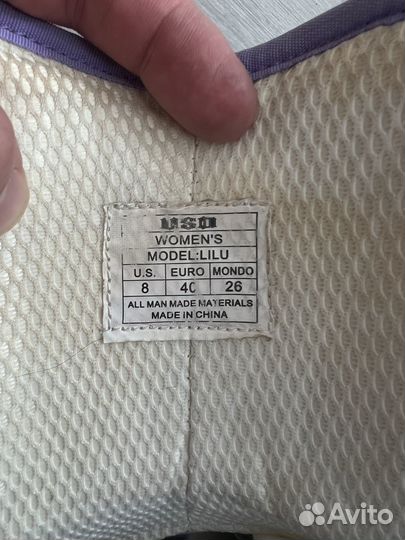 USD
WOMEN'S
MODEL:LILU
U.S. EURO MONDO
8 40 26
ALL MAN MADE MATERIALS
MADE IN CHINA
Avito